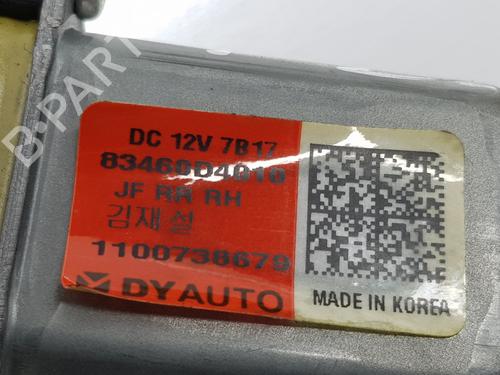 DC 12V 7B17
83460D4010
JF RR RH
김재설
1100738679
DYAUTO
MADE IN KOREA
B-PARTS